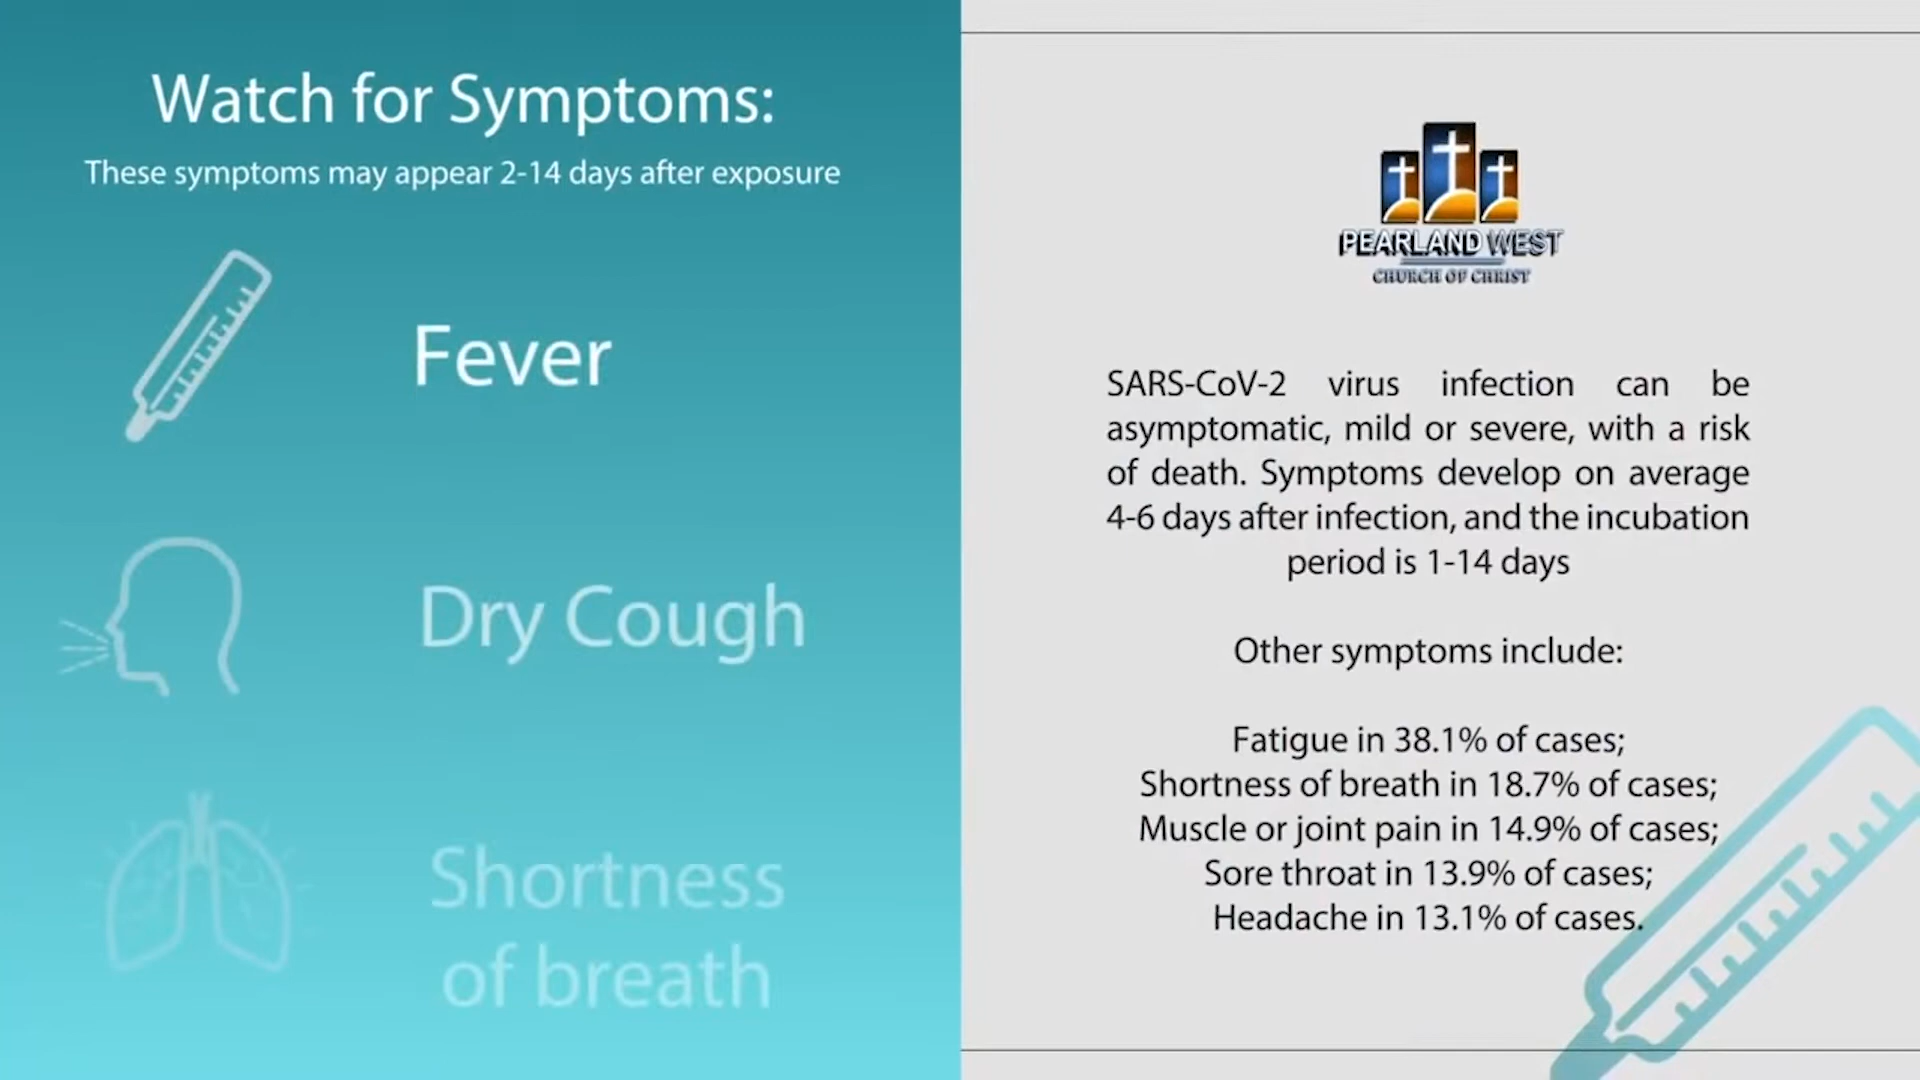 Watch for Symptoms:
These symptoms may appear 2-14 days after exposure
Fever
Dry Cough
Shortness
of breath
PEARLAND WEST
CHURCH OF CHRIST
SARS-CoV-2 virus infection can be
asymptomatic, mild or severe, with a risk
of death. Symptoms develop on average
4-6 days after infection, and the incubation
period is 1-14 days
Other symptoms include:
Fatigue in 38.1% of cases;
Shortness of breath in 18.7% of cases;
Muscle or joint pain in 14.9% of cases;
Sore throat in 13.9% of cases;
Headache in 13.1% of cases.